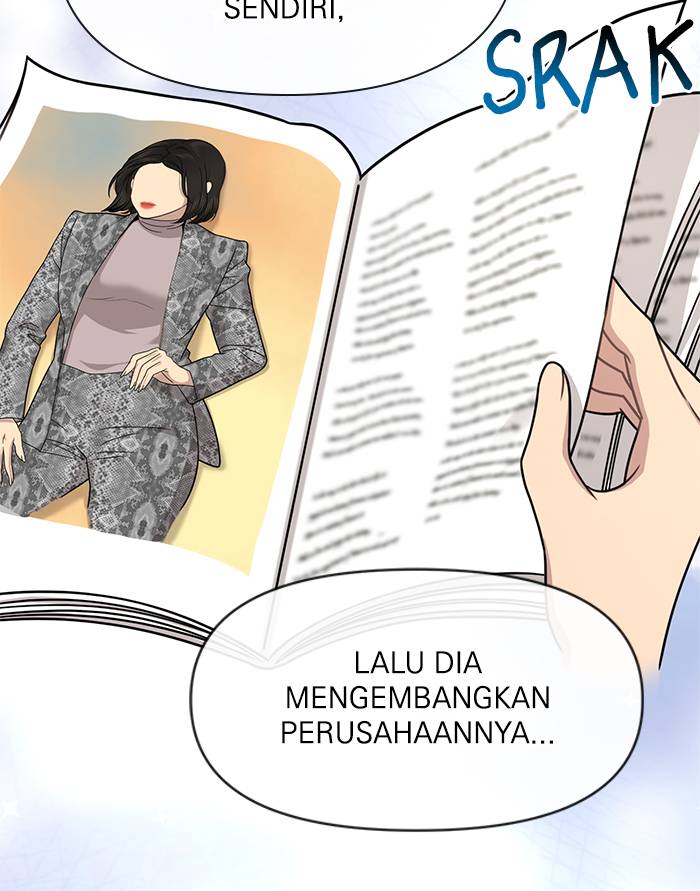 SENDIRI,
SRAK
LALU DIA
MENGEMBANGKAN
PERUSAHAANNYA...